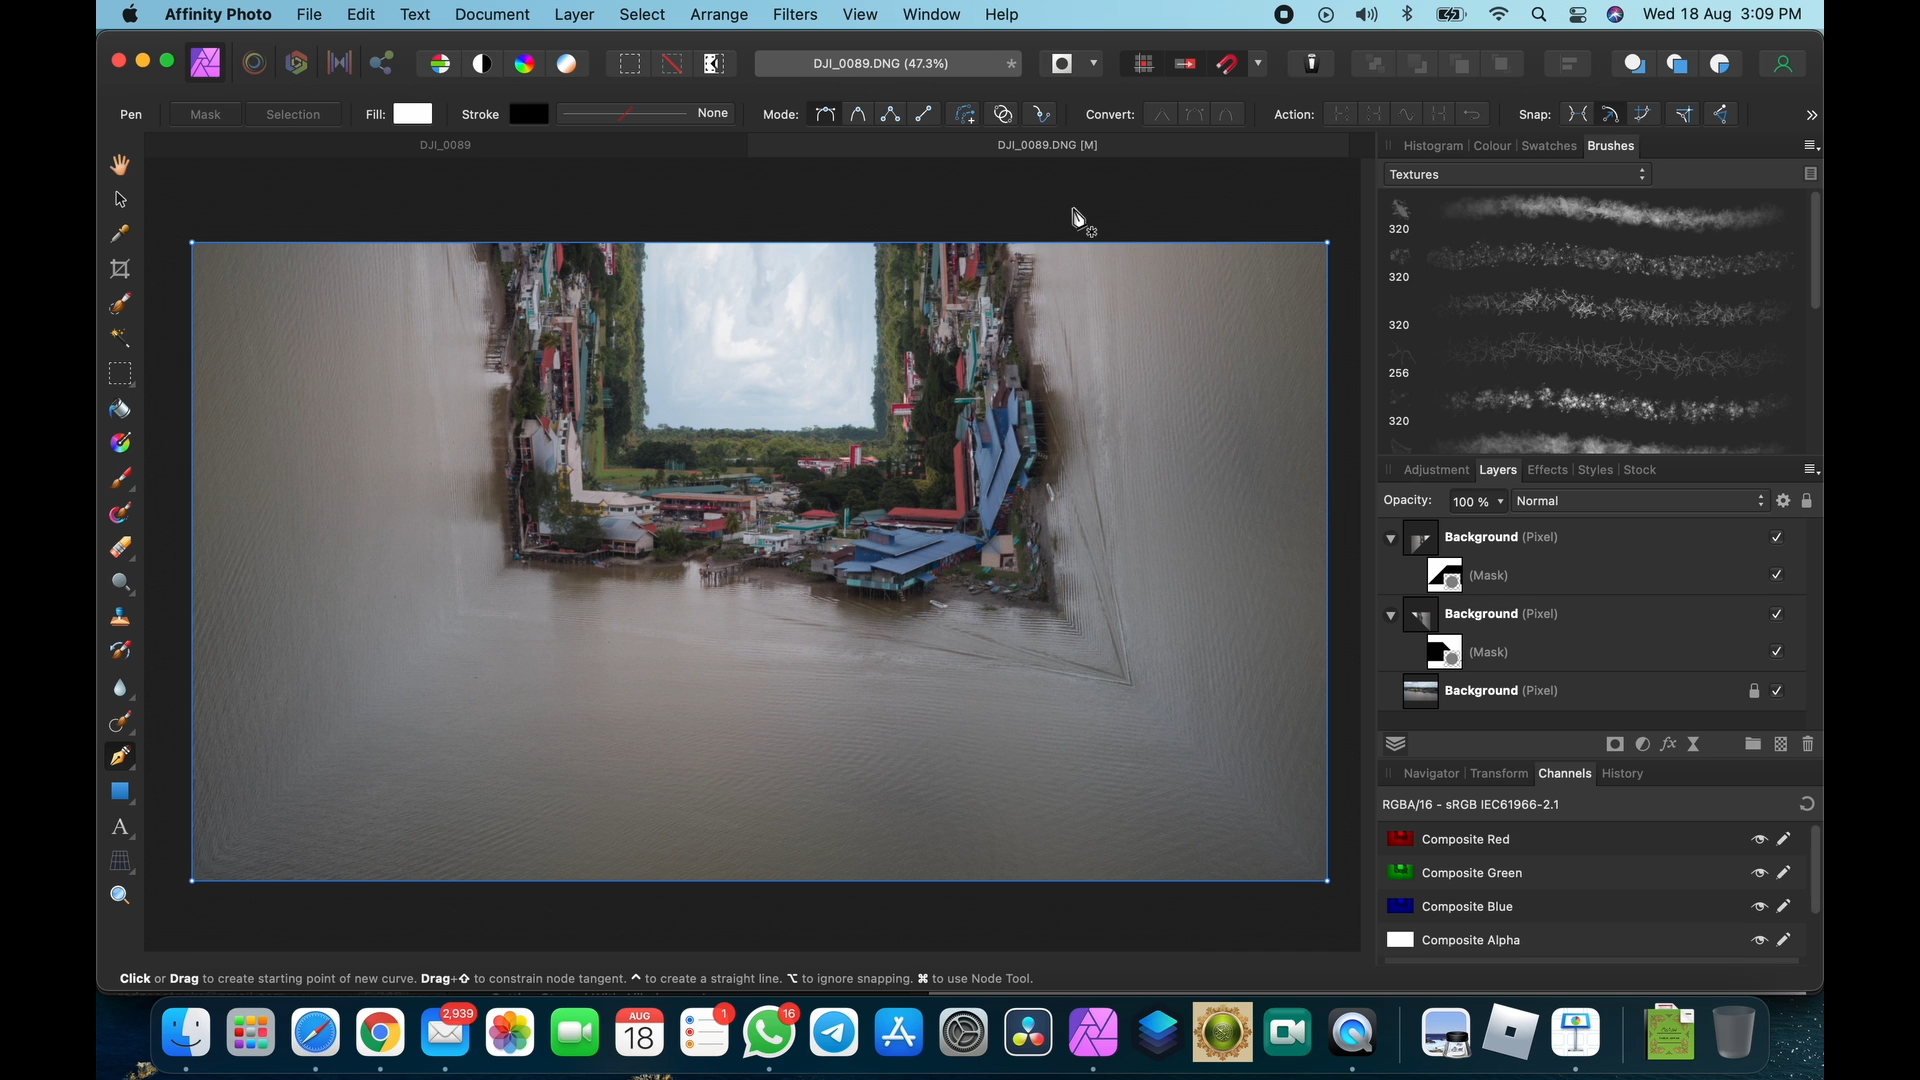 Affinity Photo File Edit Text Document Layer Select Arrange Filters View Window Help Wed 18 Aug 3:09 PM
DJI_0089.DNG (47.3%) *
Pen Mask Selection Fill: Stroke None Mode: Convert: Action: Snap:
DJI_0089 DJI_0089.DNG [M]
Histogram Colour Swatches Brushes
Textures
320
320
320
256
320
Adjustment Layers Effects Styles Stock
Opacity: 100 % Normal
Background (Pixel)
(Mask)
Background (Pixel)
(Mask)
Background (Pixel)
Navigator Transform Channels History
RGBA/16 - sRGB IEC61966-2.1
Composite Red
Composite Green
Composite Blue
Composite Alpha
Click or Drag to create starting point of new curve. Drag+⇧ to constrain node tangent. ^ to create a straight line. ⌥ to ignore snapping. ⌘ to use Node Tool.
2,939 AUG 18 1 16